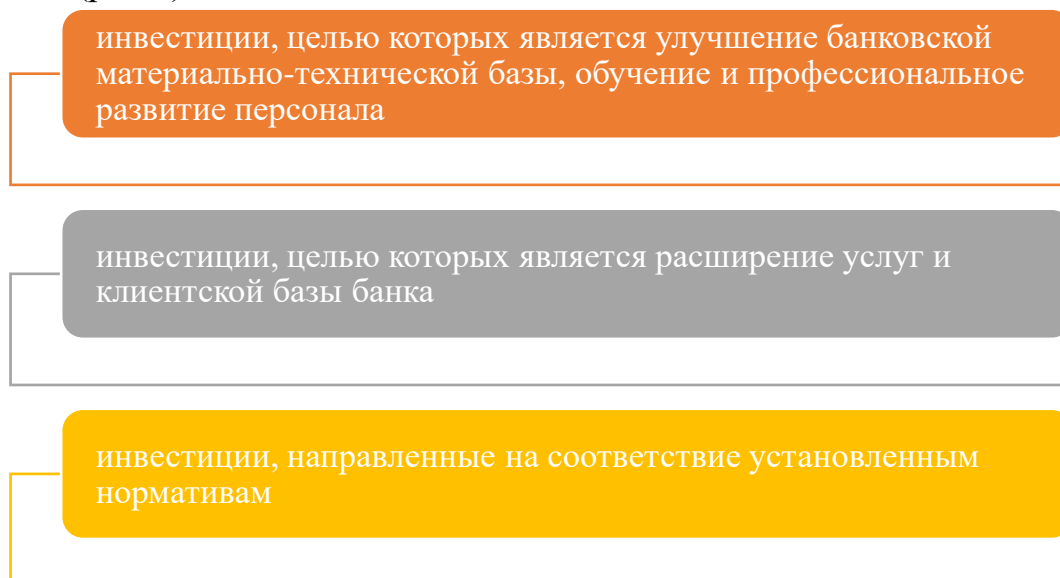 инвестиции, целью которых является улучшение банковской
материально-технической базы, обучение и профессиональное
развитие персонала
инвестиции, целью которых является расширение услуг и
клиентской базы банка
инвестиции, направленные на соответствие установленным
нормативам